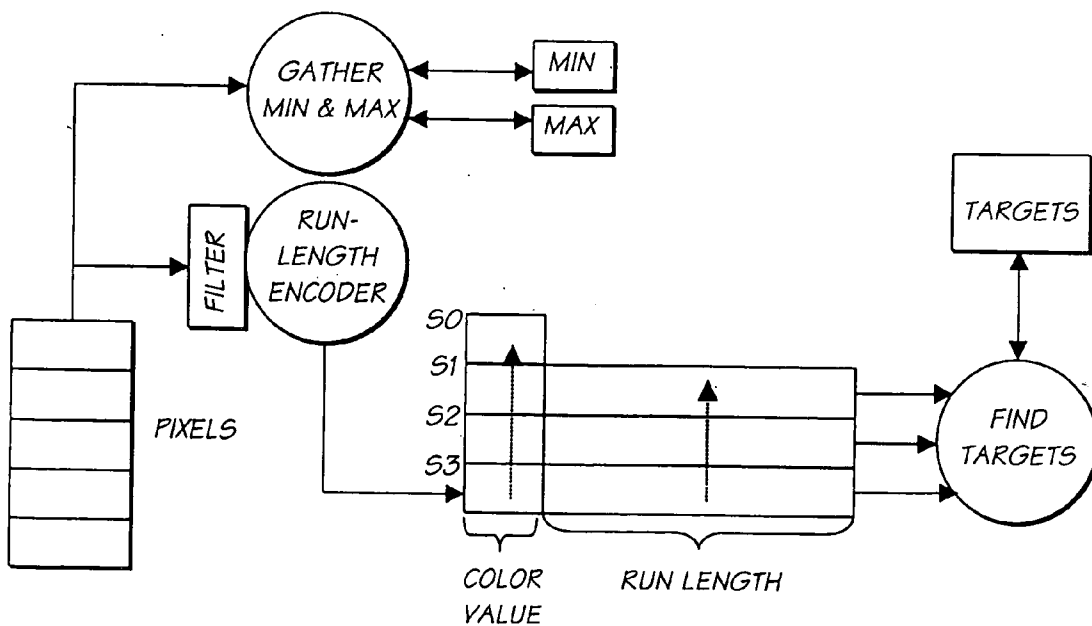 GATHER
MIN & MAX
MIN
MAX
TARGETS
FILTER
RUN-
LENGTH
ENCODER
PIXELS
S0
S1
S2
S3
FIND
TARGETS
COLOR
VALUE
RUN LENGTH